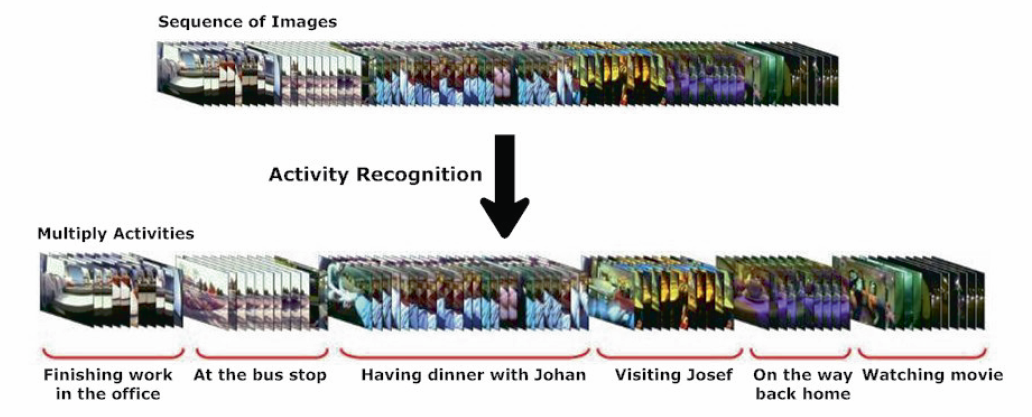 Sequence of Images
Activity Recognition
Multiply Activities
Finishing work
in the office
At the bus stop
Having dinner with Johan
Visiting Josef
On the way
back home
Watching movie